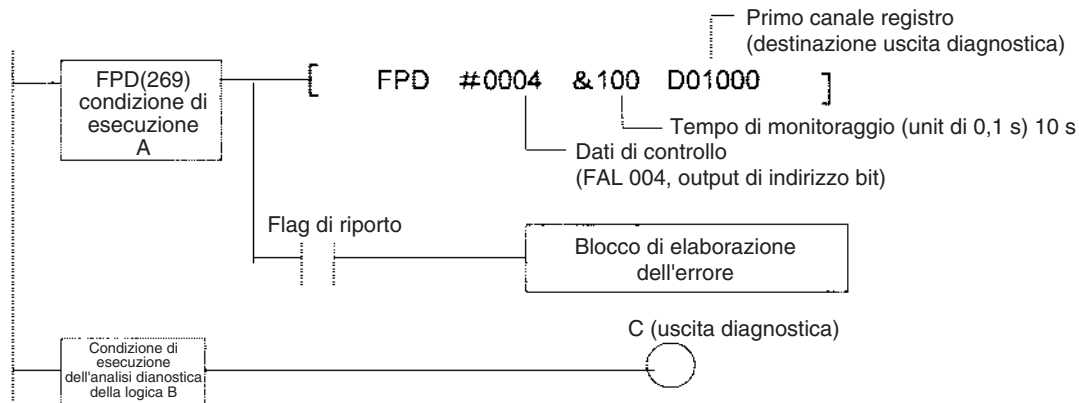 Primo canale registro
(destinazione uscita diagnostica)
FPD(269)
condizione di
esecuzione
A
[ FPD #0004 &100 D01000 ]
Tempo di monitoraggio (unit di 0,1 s) 10 s
Dati di controllo
(FAL 004, output di indirizzo bit)
Flag di riporto
Blocco di elaborazione
dell'errore
C (uscita diagnostica)
Condizione di
esecuzione
dell'analisi dianostica
della logica B